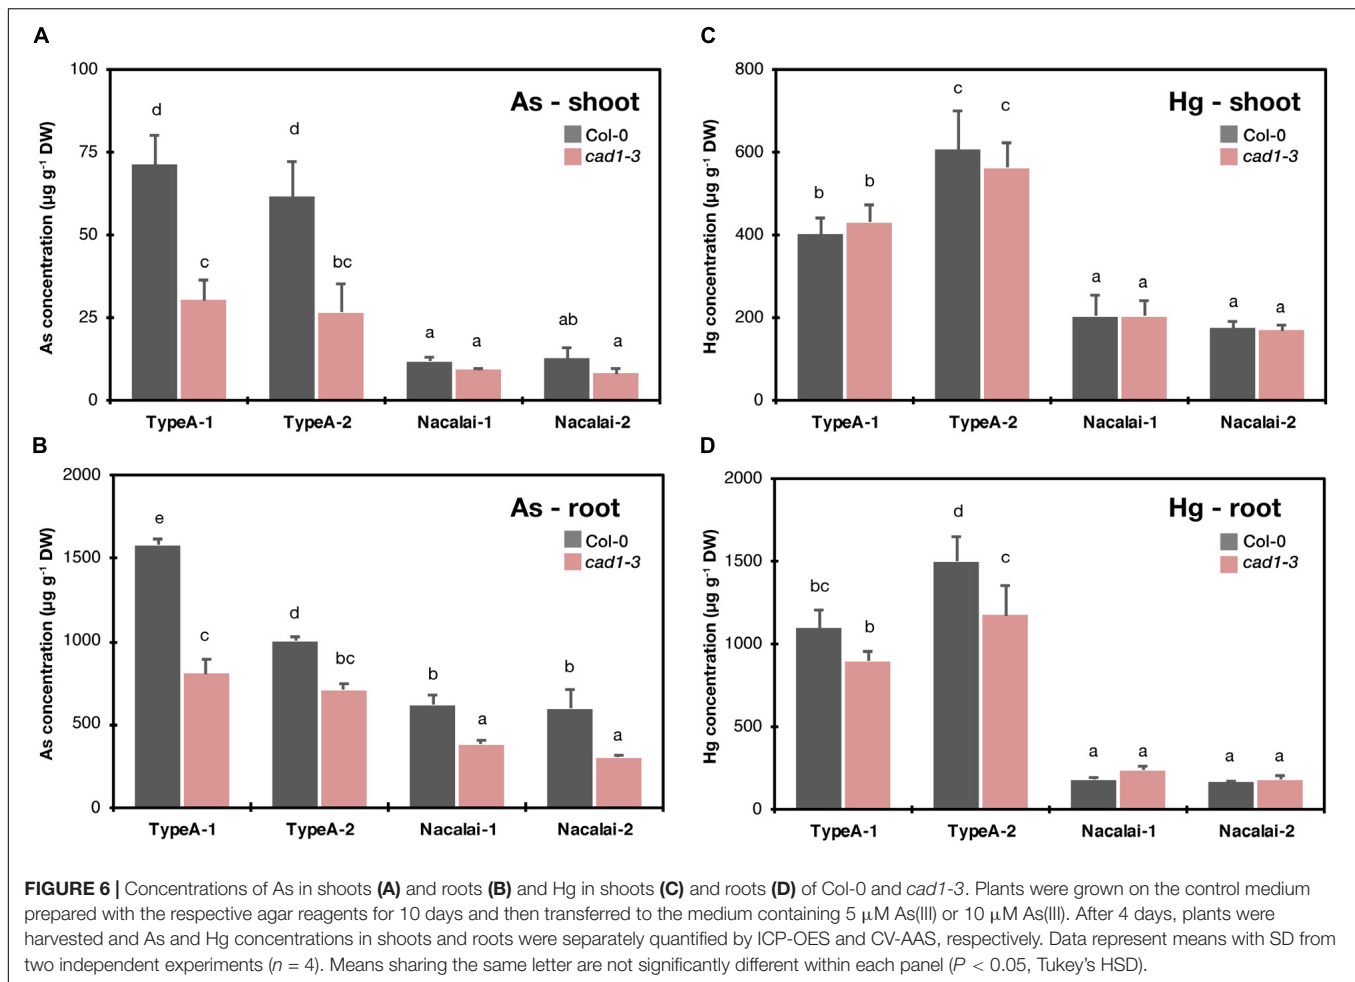 A
As - shoot
Col-0
cad1-3
As concentration (µg g⁻¹ DW)
100
75
50
25
0
d
c
d
bc
a
a
ab
a
TypeA-1 TypeA-2 Nacalai-1 Nacalai-2
C
Hg - shoot
Col-0
cad1-3
Hg concentration (µg g⁻¹ DW)
800
600
400
200
0
b
b
c
c
a
a
a
a
TypeA-1 TypeA-2 Nacalai-1 Nacalai-2
B
As - root
Col-0
cad1-3
As concentration (µg g⁻¹ DW)
2000
1500
1000
500
0
e
c
d
bc
b
a
b
a
TypeA-1 TypeA-2 Nacalai-1 Nacalai-2
D
Hg - root
Col-0
cad1-3
Hg concentration (µg g⁻¹ DW)
2000
1500
1000
500
0
bc
b
d
c
a
a
a
a
TypeA-1 TypeA-2 Nacalai-1 Nacalai-2
FIGURE 6 | Concentrations of As in shoots (A) and roots (B) and Hg in shoots (C) and roots (D) of Col-0 and cad1-3. Plants were grown on the control medium
prepared with the respective agar reagents for 10 days and then transferred to the medium containing 5 μM As(III) or 10 μM As(III). After 4 days, plants were
harvested and As and Hg concentrations in shoots and roots were separately quantified by ICP-OES and CV-AAS, respectively. Data represent means with SD from
two independent experiments (n = 4). Means sharing the same letter are not significantly different within each panel (P < 0.05, Tukey's HSD).